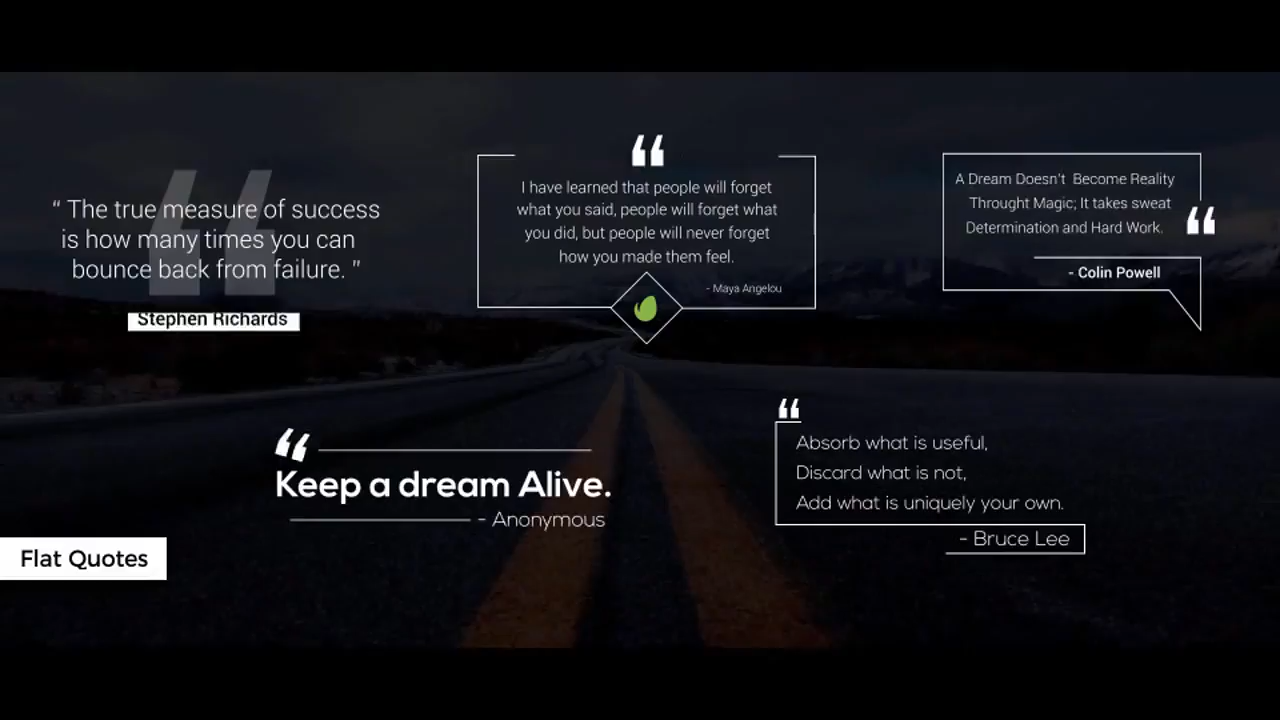 “ The true measure of success
is how many times you can
bounce back from failure. ”
Stephen Richards
“
I have learned that people will forget
what you said, people will forget what
you did, but people will never forget
how you made them feel.
- Maya Angelou
A Dream Doesn't Become Reality
Throught Magic; It takes sweat
Determination and Hard Work.
“
- Colin Powell
“
Keep a dream Alive.
- Anonymous
“
Absorb what is useful,
Discard what is not,
Add what is uniquely your own.
- Bruce Lee
Flat Quotes